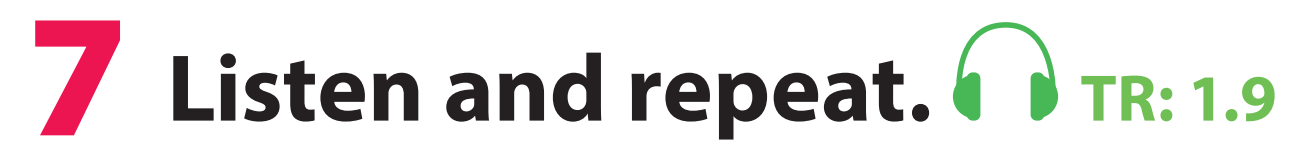 7 Listen and repeat. TR: 1.9